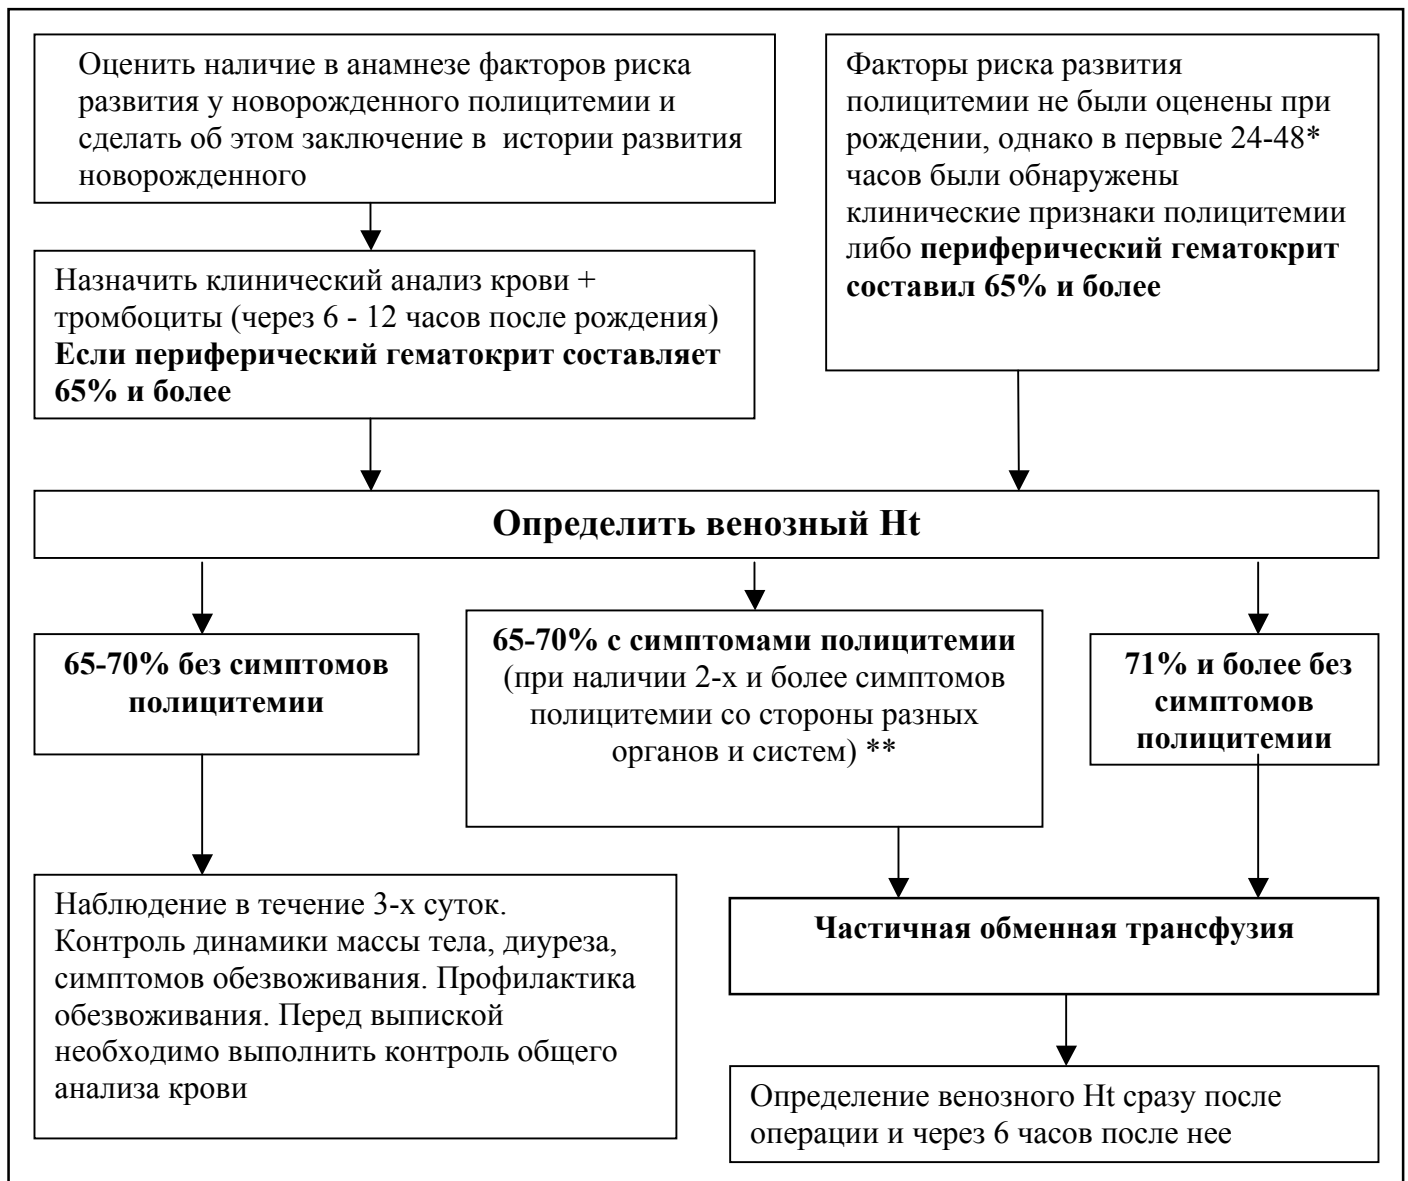 Оценить наличие в анамнезе факторов риска
развития у новорожденного полицитемии и
сделать об этом заключение в истории развития
новорожденного
Факторы риска развития
полицитемии не были оценены при
рождении, однако в первые 24-48*
часов были обнаружены
клинические признаки полицитемии
либо периферический гематокрит
составил 65% и более
Назначить клинический анализ крови +
тромбоциты (через 6 - 12 часов после рождения)
Если периферический гематокрит составляет
65% и более
Определить венозный Ht
65-70% без симптомов
полицитемии
65-70% с симптомами полицитемии
(при наличии 2-х и более симптомов
полицитемии со стороны разных
органов и систем) **
71% и более без
симптомов
полицитемии
Наблюдение в течение 3-х суток.
Контроль динамики массы тела, диуреза,
симптомов обезвоживания. Профилактика
обезвоживания. Перед выпиской
необходимо выполнить контроль общего
анализа крови
Частичная обменная трансфузия
Определение венозного Ht сразу после
операции и через 6 часов после нее